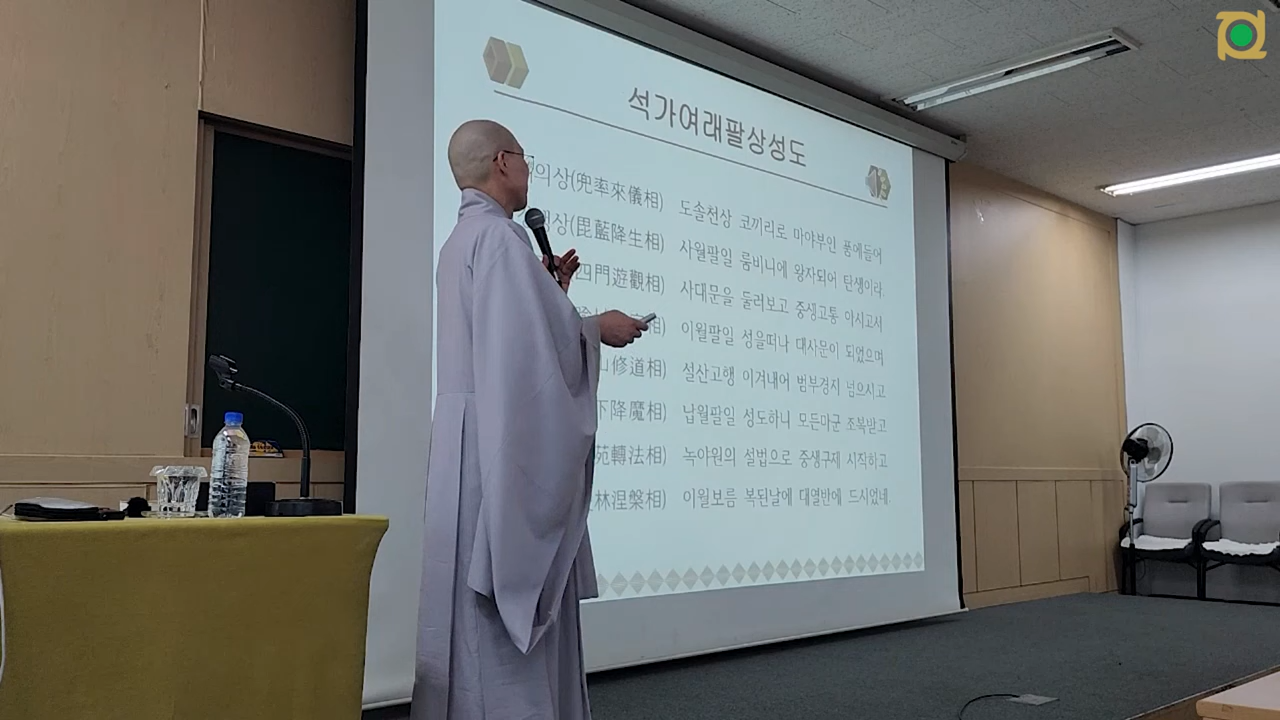 석가여래팔상성도
의상(兜率來儀相) 도솔천상 코끼리로 마야부인 품에들어
(毘藍降生相) 사월팔일 룸비니에 왕자되어 탄생이라
四門遊觀相) 사대문을 둘러보고 중생고통 아시고서
相) 이월팔일 성을떠나 대사문이 되었으며
山修道相) 설산고행 이겨내어 범부경지 넘으시고
下降魔相) 납월팔일 성도하니 모든마군 조복받고
苑轉法相) 녹야원의 설법으로 중생구제 시작하고
林涅槃相) 이월보름 복된날에 대열반에 드시었네